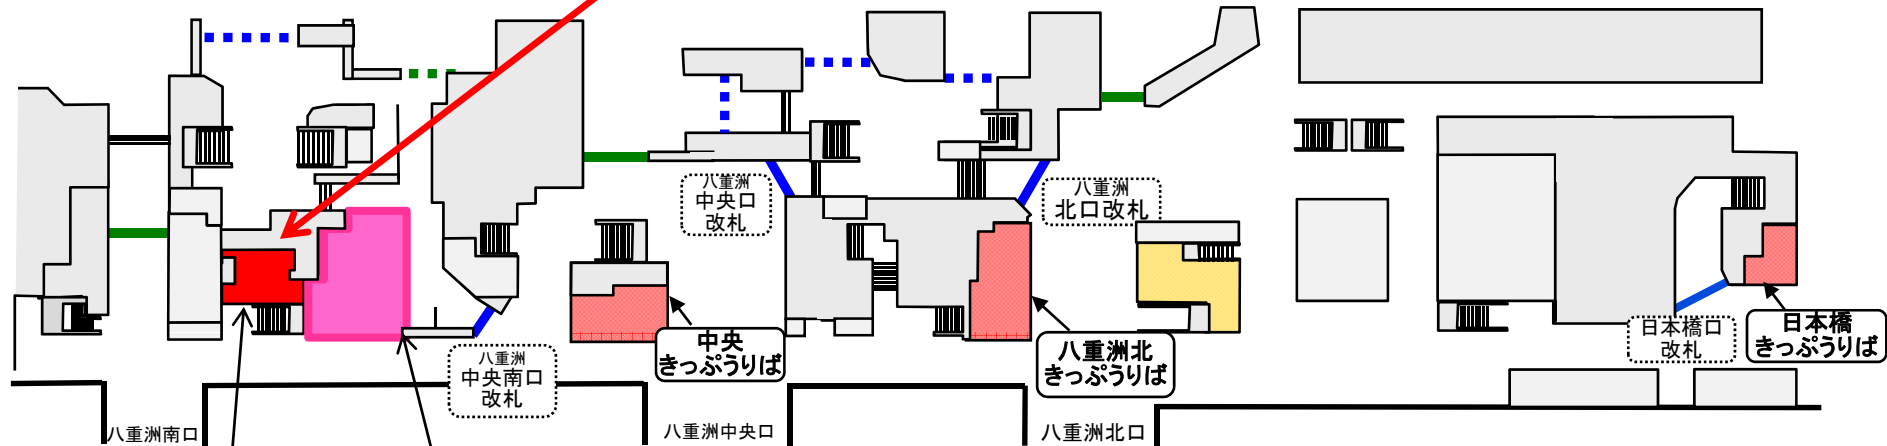 八重洲
中央口
改札
八重洲
北口改札
中央
きっぷうりば
八重洲北
きっぷうりば
日本橋口
改札
日本橋
きっぷうりば
八重洲
中央南口
改札
八重洲南口
八重洲中央口
八重洲北口